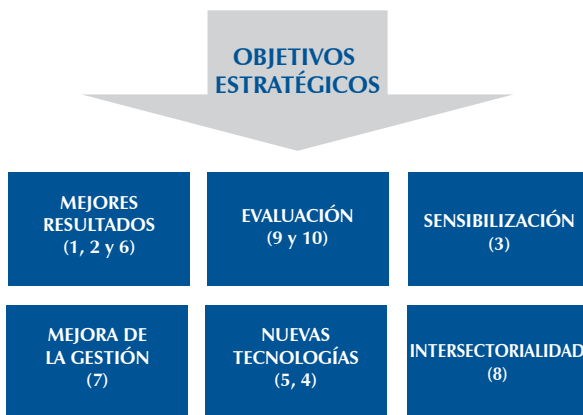 OBJETIVOS
ESTRATÉGICOS
MEJORES
RESULTADOS
(1, 2 y 6)
EVALUACIÓN
(9 y 10)
SENSIBILIZACIÓN
(3)
MEJORA DE
LA GESTIÓN
(7)
NUEVAS
TECNOLOGÍAS
(5, 4)
INTERSECTORIALIDAD
(8)